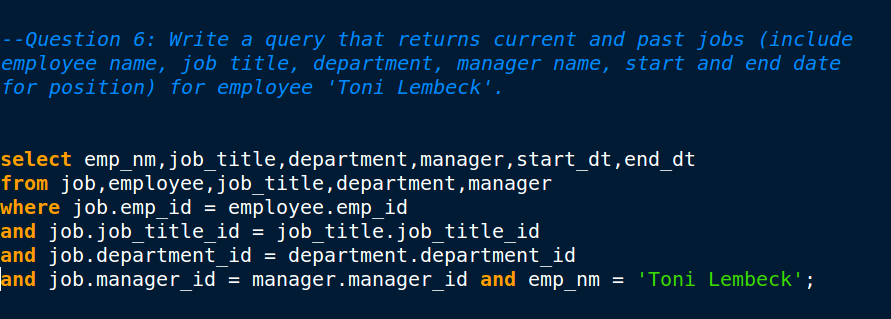 --Question 6: Write a query that returns current and past jobs (include
employee name, job title, department, manager name, start and end date
for position) for employee 'Toni Lembeck'.
select emp_nm,job_title,department,manager,start_dt,end_dt
from job,employee,job_title,department,manager
where job.emp_id = employee.emp_id
and job.job_title_id = job_title.job_title_id
and job.department_id = department.department_id
and job.manager_id = manager.manager_id and emp_nm = 'Toni Lembeck';